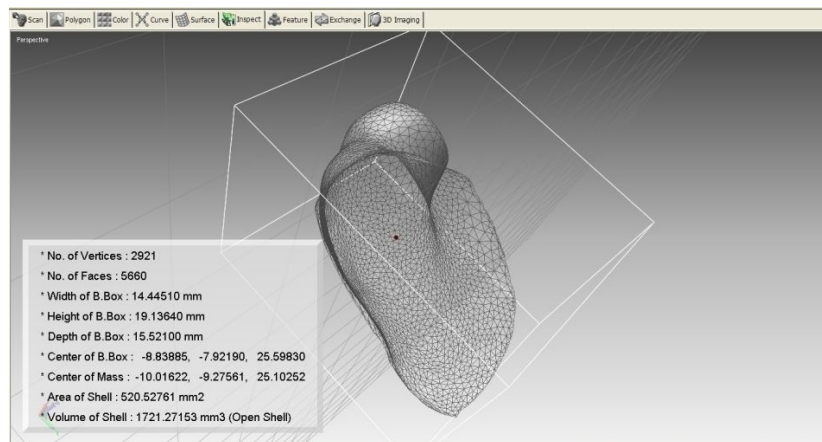 Scan Polygon Color Curve Surface Inspect Feature Exchange 3D Imaging
Perspective
* No. of Vertices : 2921
* No. of Faces : 5660
* Width of B.Box : 14.44510 mm
* Height of B.Box : 19.13640 mm
* Depth of B.Box : 15.52100 mm
* Center of B.Box : -8.83885, -7.92190, 25.59830
* Center of Mass : -10.01622, -9.27561, 25.10252
* Area of Shell : 520.52761 mm2
* Volume of Shell : 1721.27153 mm3 (Open Shell)